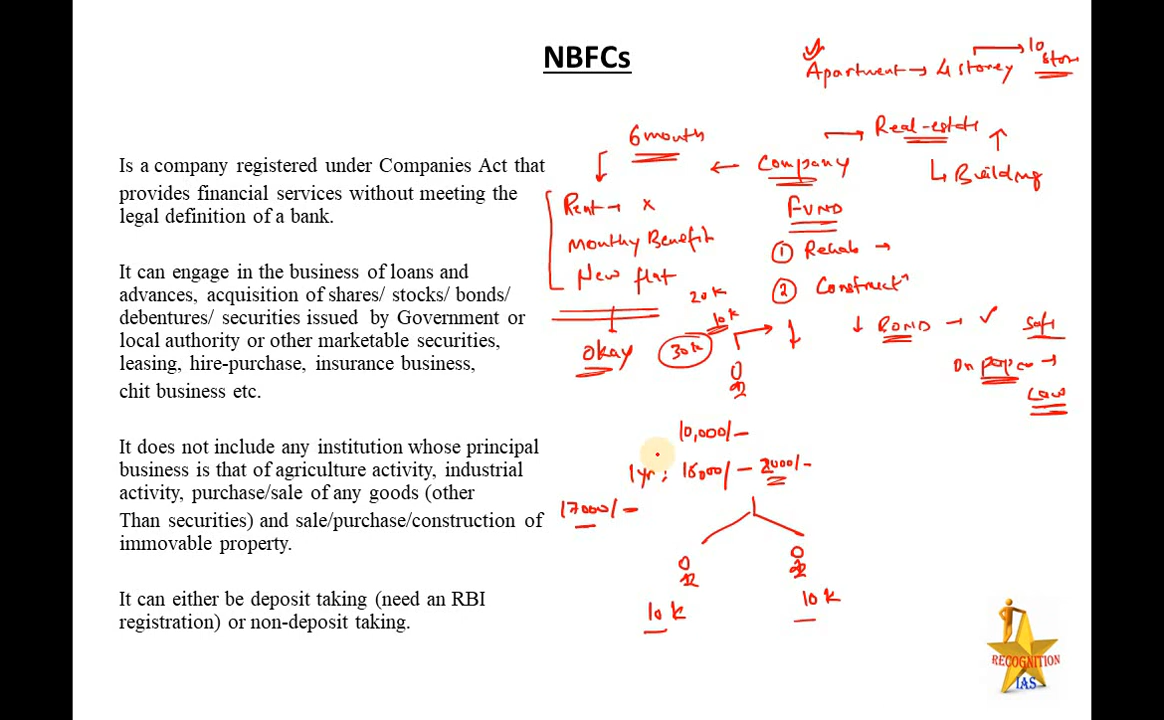 NBFCs
Apartment → 4 storey
10
Real-estate
Building
6 month
Company
Is a company registered under Companies Act that
provides financial services without meeting the
legal definition of a bank.
Rent → x
FUND
Monthy Benefit
① Rehab →
New flat
② Construct
It can engage in the business of loans and
advances, acquisition of shares/ stocks/ bonds/
debentures/ securities issued by Government or
local authority or other marketable securities,
leasing, hire-purchase, insurance business,
chit business etc.
20k
10k
30k
okay
↓ BOND → ✓
Safe
On
Law
It does not include any institution whose principal
business is that of agriculture activity, industrial
activity, purchase/sale of any goods (other
Than securities) and sale/purchase/construction of
immovable property.
10,000/-
1yr:
2000/-
17000/-
10k
10k
It can either be deposit taking (need an RBI
registration) or non-deposit taking.
RECOGNITION
IAS